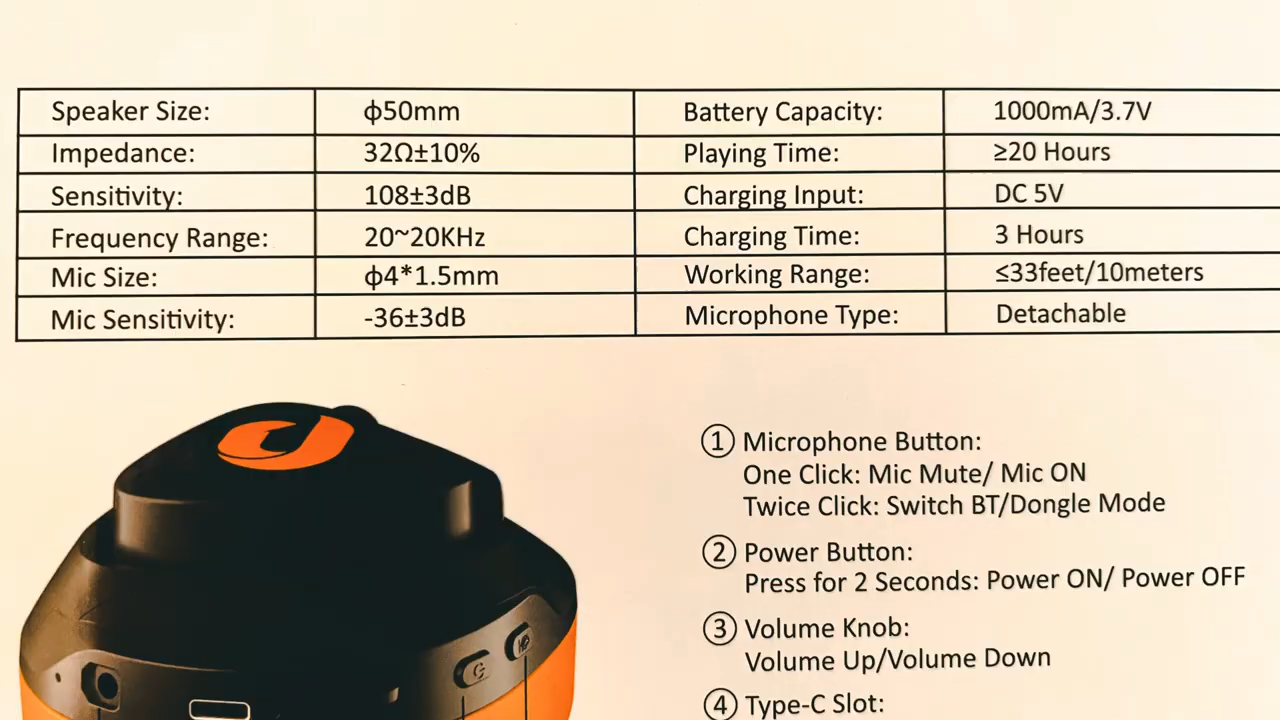 Speaker Size: ϕ50mm Battery Capacity: 1000mA/3.7V
Impedance: 32Ω±10% Playing Time: ≥20 Hours
Sensitivity: 108±3dB Charging Input: DC 5V
Frequency Range: 20~20KHz Charging Time: 3 Hours
Mic Size: ϕ4*1.5mm Working Range: ≤33feet/10meters
Mic Sensitivity: -36±3dB Microphone Type: Detachable
① Microphone Button:
One Click: Mic Mute/ Mic ON
Twice Click: Switch BT/Dongle Mode
② Power Button:
Press for 2 Seconds: Power ON/ Power OFF
③ Volume Knob:
Volume Up/Volume Down
④ Type-C Slot: